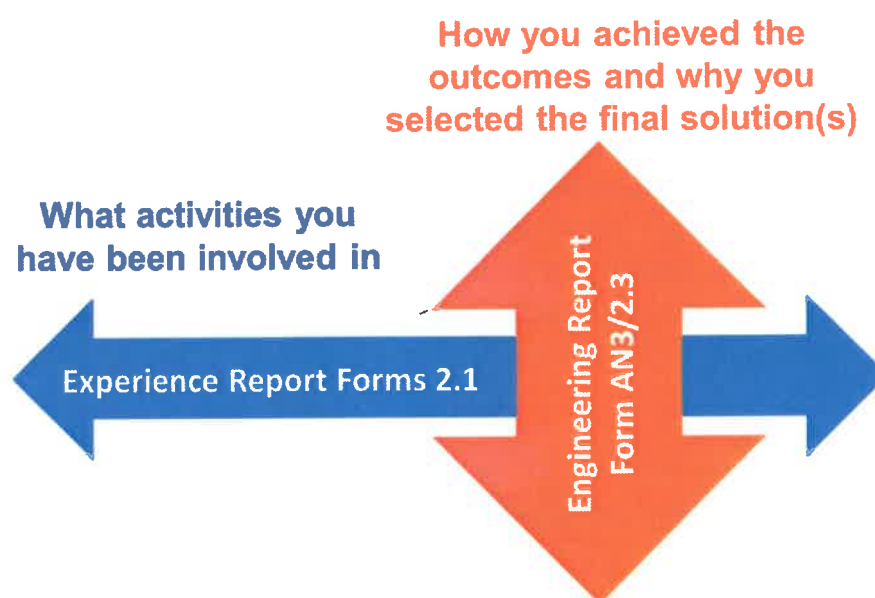 How you achieved the
outcomes and why you
selected the final solution(s)
What activities you
have been involved in
Experience Report Forms 2.1
Engineering Report
Form AN3/2.3